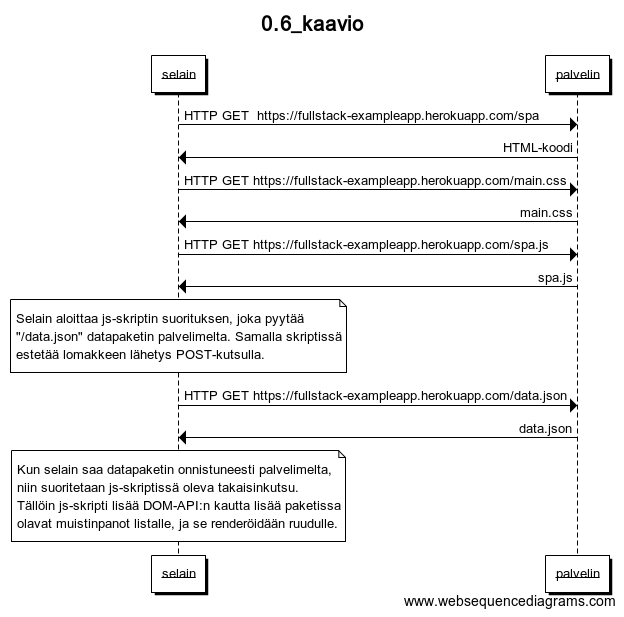 0.6_kaavio
selain
palvelin
HTTP GET  https://fullstack-exampleapp.herokuapp.com/spa
HTML-koodi
HTTP GET https://fullstack-exampleapp.herokuapp.com/main.css
main.css
HTTP GET https://fullstack-exampleapp.herokuapp.com/spa.js
spa.js
Selain aloittaa js-skriptin suorituksen, joka pyytää
"/data.json" datapaketin palvelimelta. Samalla skriptissä
estetää lomakkeen lähetys POST-kutsulla.
HTTP GET https://fullstack-exampleapp.herokuapp.com/data.json
data.json
Kun selain saa datapaketin onnistuneesti palvelimelta,
niin suoritetaan js-skriptissä oleva takaisinkutsu.
Tällöin js-skripti lisää DOM-API:n kautta lisää paketissa
olavat muistinpanot listalle, ja se renderöidään ruudulle.
selain
palvelin
www.websequencediagrams.com